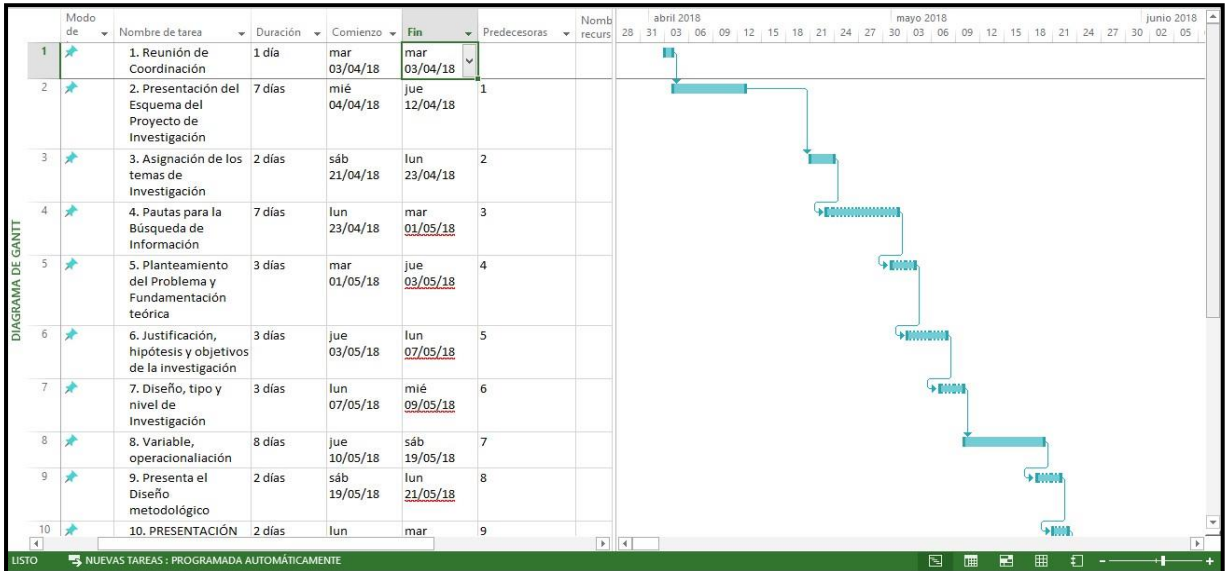 Modo
de
Nombre de tarea
Duración
Comienzo
Fin
Predecesoras
Nomb
recurs
abril 2018
mayo 2018
junio 2018
28 31 03 06 09 12 15 18 21 24 27 30 03 06 09 12 15 18 21 24 27 30 02 05
1
1. Reunión de
Coordinación
1 día
mar
03/04/18
mar
03/04/18
2
2. Presentación del
Esquema del
Proyecto de
Investigación
7 días
mié
04/04/18
jue
12/04/18
1
3
3. Asignación de los
temas de
Investigación
2 días
sáb
21/04/18
lun
23/04/18
2
4
4. Pautas para la
Búsqueda de
Información
7 días
lun
23/04/18
mar
01/05/18
3
5
5. Planteamiento
del Problema y
Fundamentación
teórica
3 días
mar
01/05/18
jue
03/05/18
4
6
6. Justificación,
hipótesis y objetivos
de la investigación
3 días
jue
03/05/18
lun
07/05/18
5
7
7. Diseño, tipo y
nivel de
Investigación
3 días
lun
07/05/18
mié
09/05/18
6
8
8. Variable,
operacionaliación
8 días
jue
10/05/18
sáb
19/05/18
7
9
9. Presenta el
Diseño
metodológico
2 días
sáb
19/05/18
lun
21/05/18
8
10
10. PRESENTACIÓN
2 días
lun
mar
9
DIAGRAMA DE GANTT
LISTO
NUEVAS TAREAS : PROGRAMADA AUTOMÁTICAMENTE